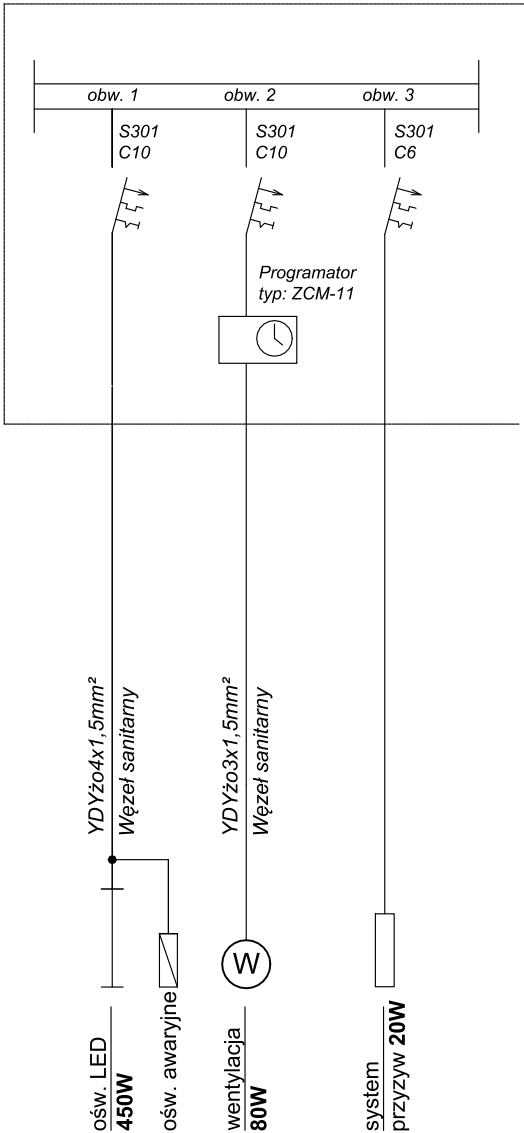 obw. 1
obw. 2
obw. 3
S301
C10
S301
C10
S301
C6
Programator
typ: ZCM-11
YDYżo4x1,5mm²
Węzeł sanitarny
YDYżo3x1,5mm²
Węzeł sanitarny
W
ośw. LED
450W
ośw. awaryjne
wentylacja
80W
system
przyzyw 20W